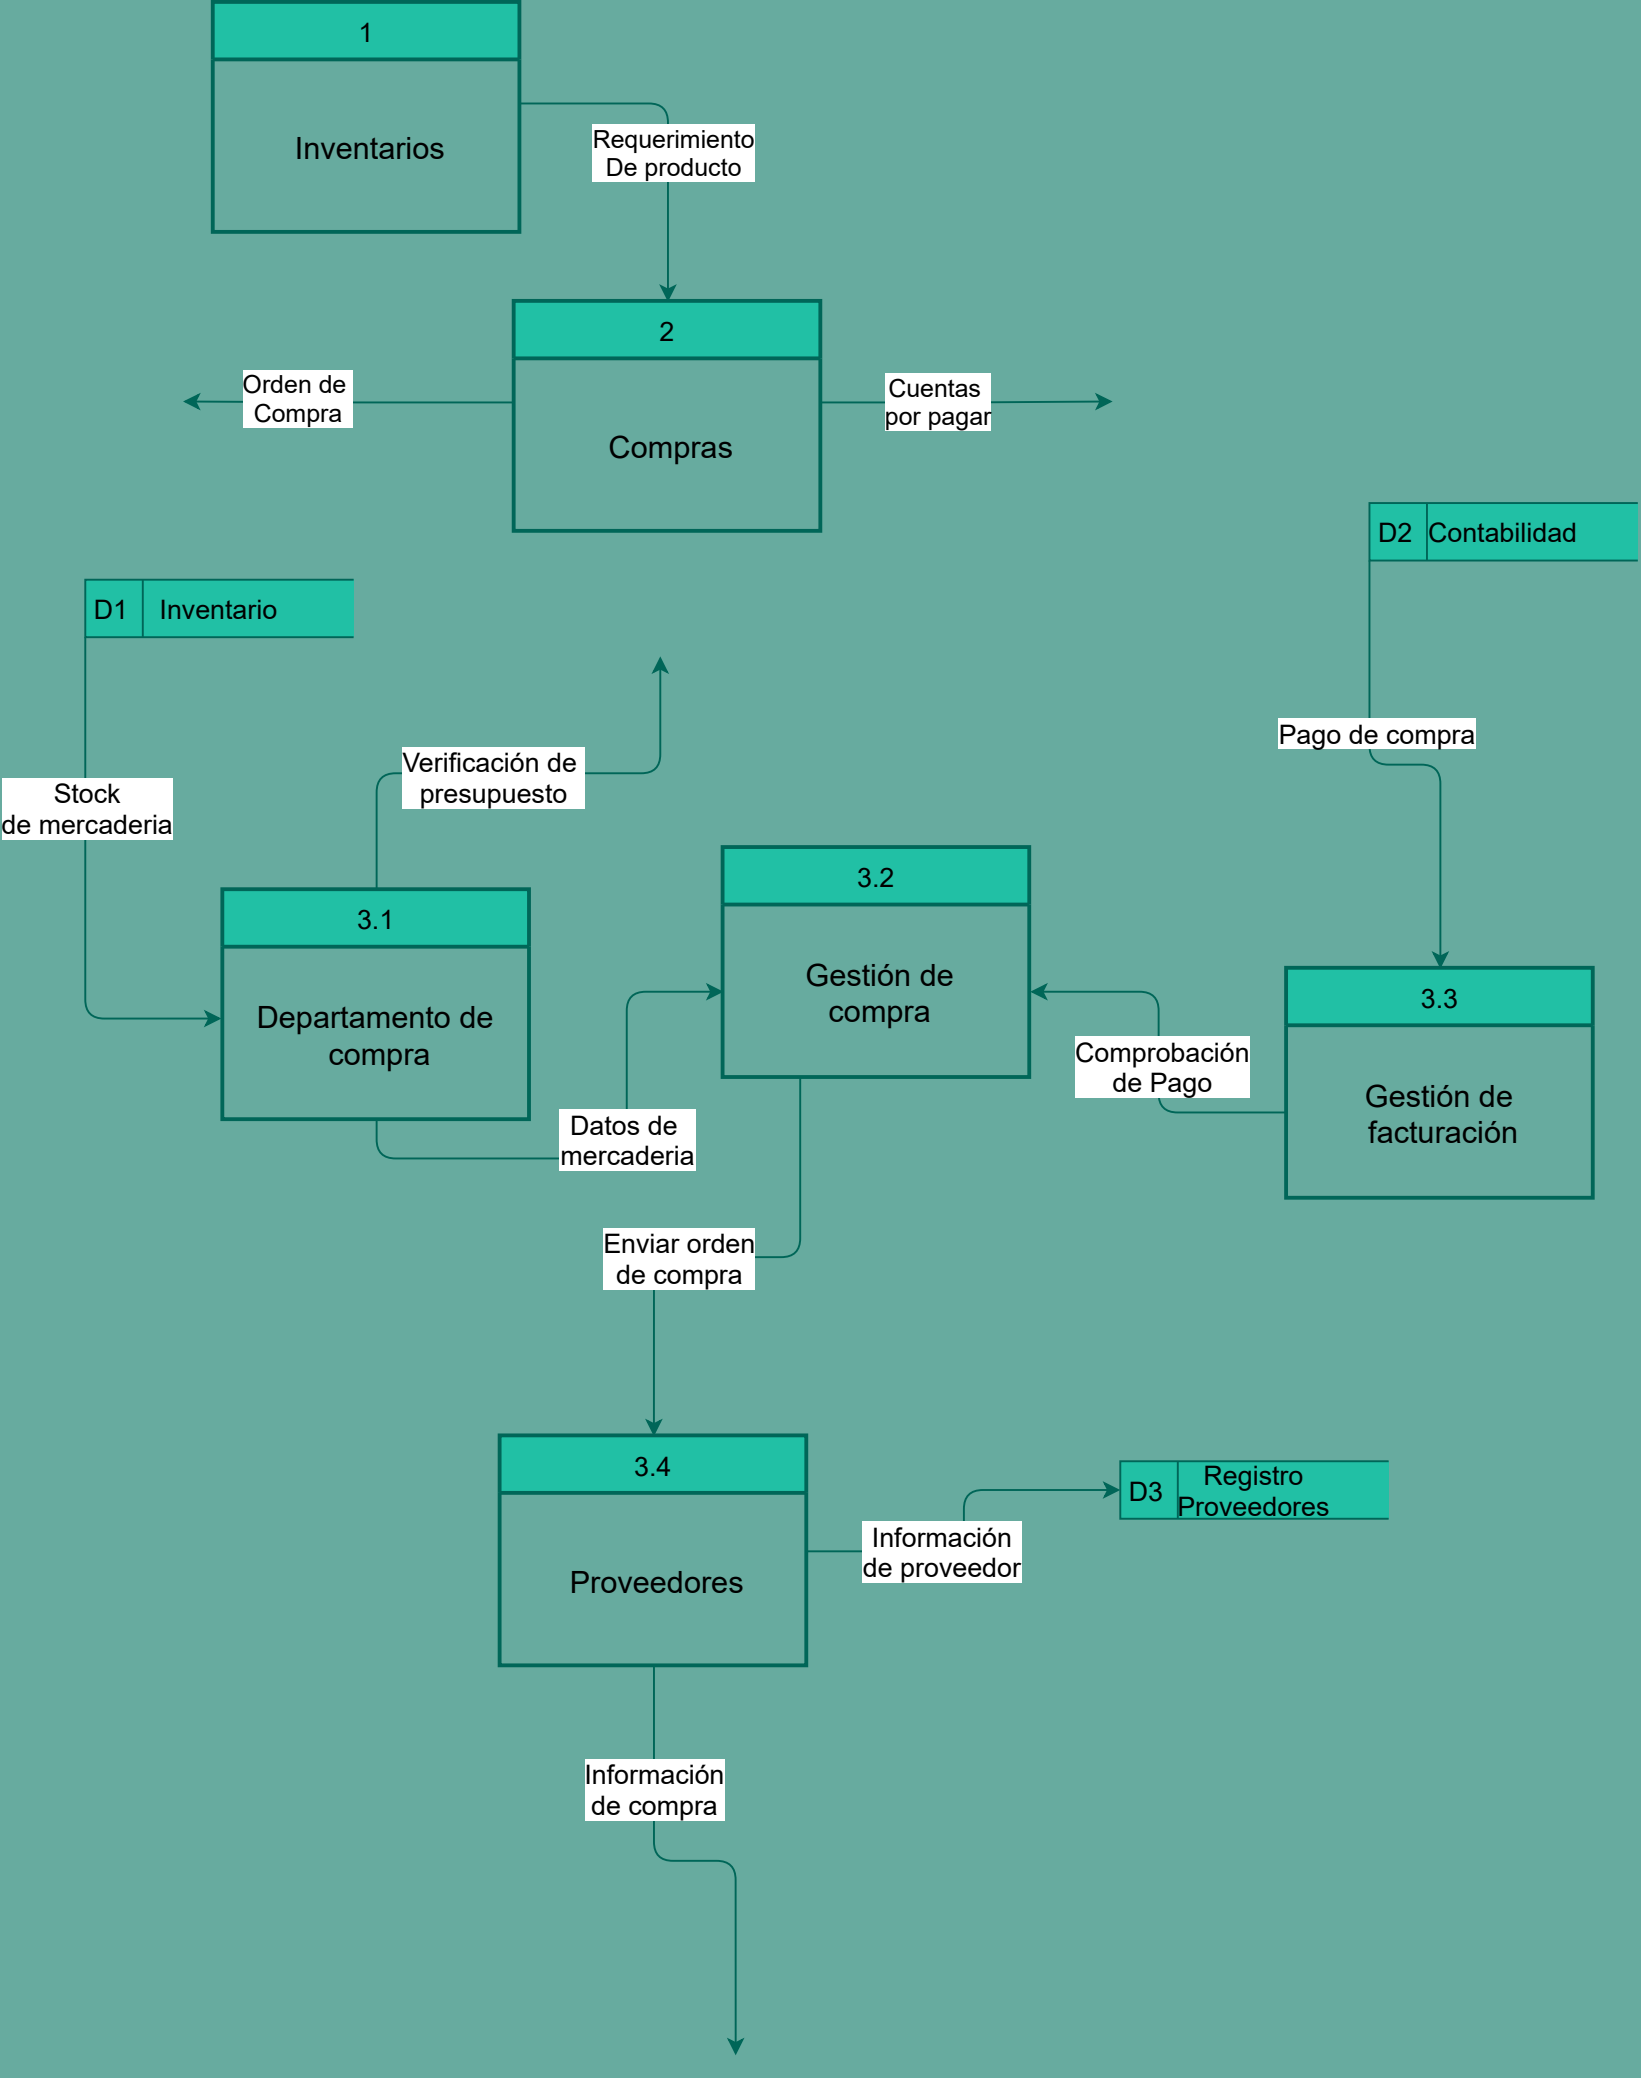 1
Inventarios
Requerimiento
De producto
2
Compras
Orden de
Compra
Cuentas
por pagar
D2 Contabilidad
D1 Inventario
Pago de compra
Verificación de
presupuesto
Stock
de mercaderia
3.1
Departamento de
compra
3.2
Gestión de
compra
3.3
Gestión de
facturación
Comprobación
de Pago
Datos de
mercaderia
Enviar orden
de compra
3.4
Proveedores
D3 Registro
Proveedores
Información
de proveedor
Información
de compra